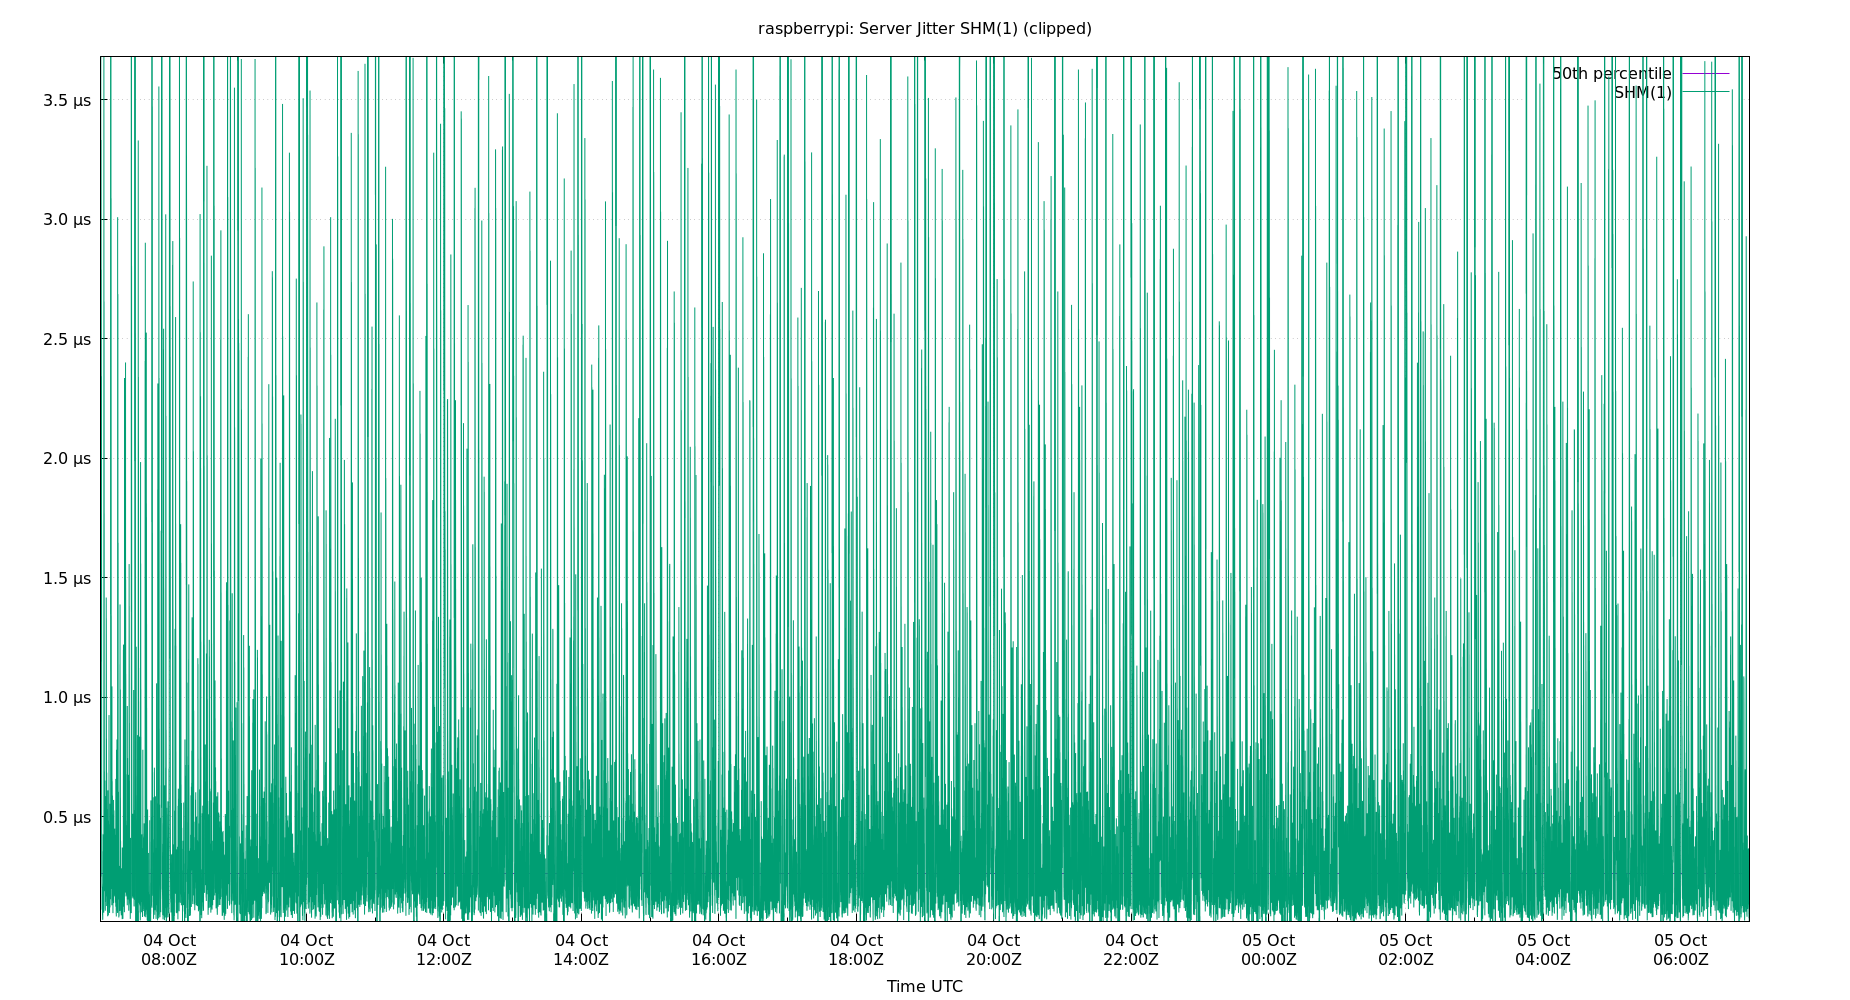 raspberrypi: Server Jitter SHM(1) (clipped)
50th percentile
SHM(1)
3.5 µs
3.0 µs
2.5 µs
2.0 µs
1.5 µs
1.0 µs
0.5 µs
04 Oct 04 Oct 04 Oct 04 Oct 04 Oct 04 Oct 04 Oct 04 Oct 05 Oct 05 Oct 05 Oct 05 Oct
08:00Z 10:00Z 12:00Z 14:00Z 16:00Z 18:00Z 20:00Z 22:00Z 00:00Z 02:00Z 04:00Z 06:00Z
Time UTC